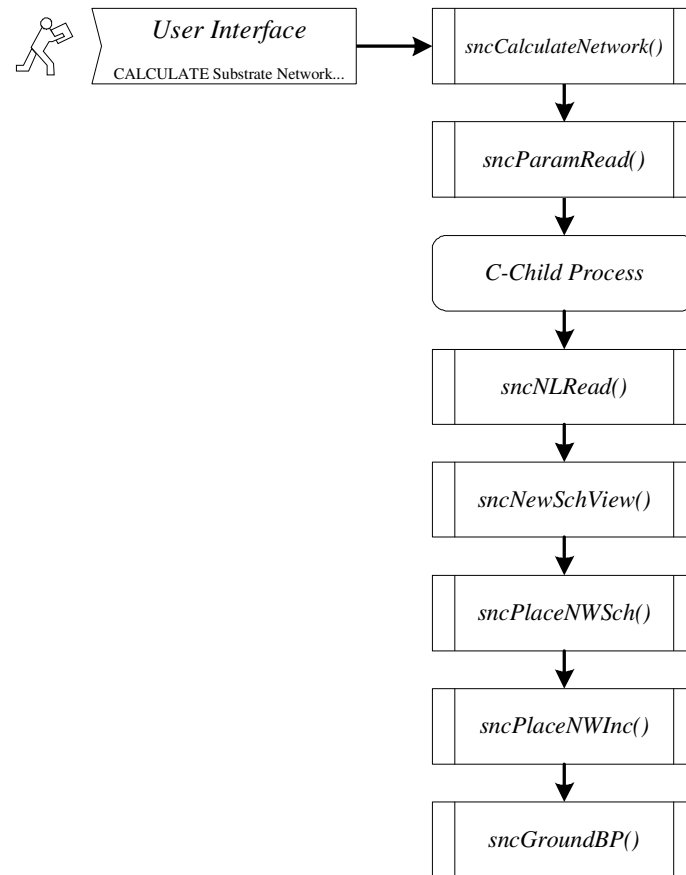 User Interface
CALCULATE Substrate Network...
sncCalculateNetwork()
sncParamRead()
C-Child Process
sncNLRead()
sncNewSchView()
sncPlaceNWSch()
sncPlaceNWInc()
sncGroundBP()